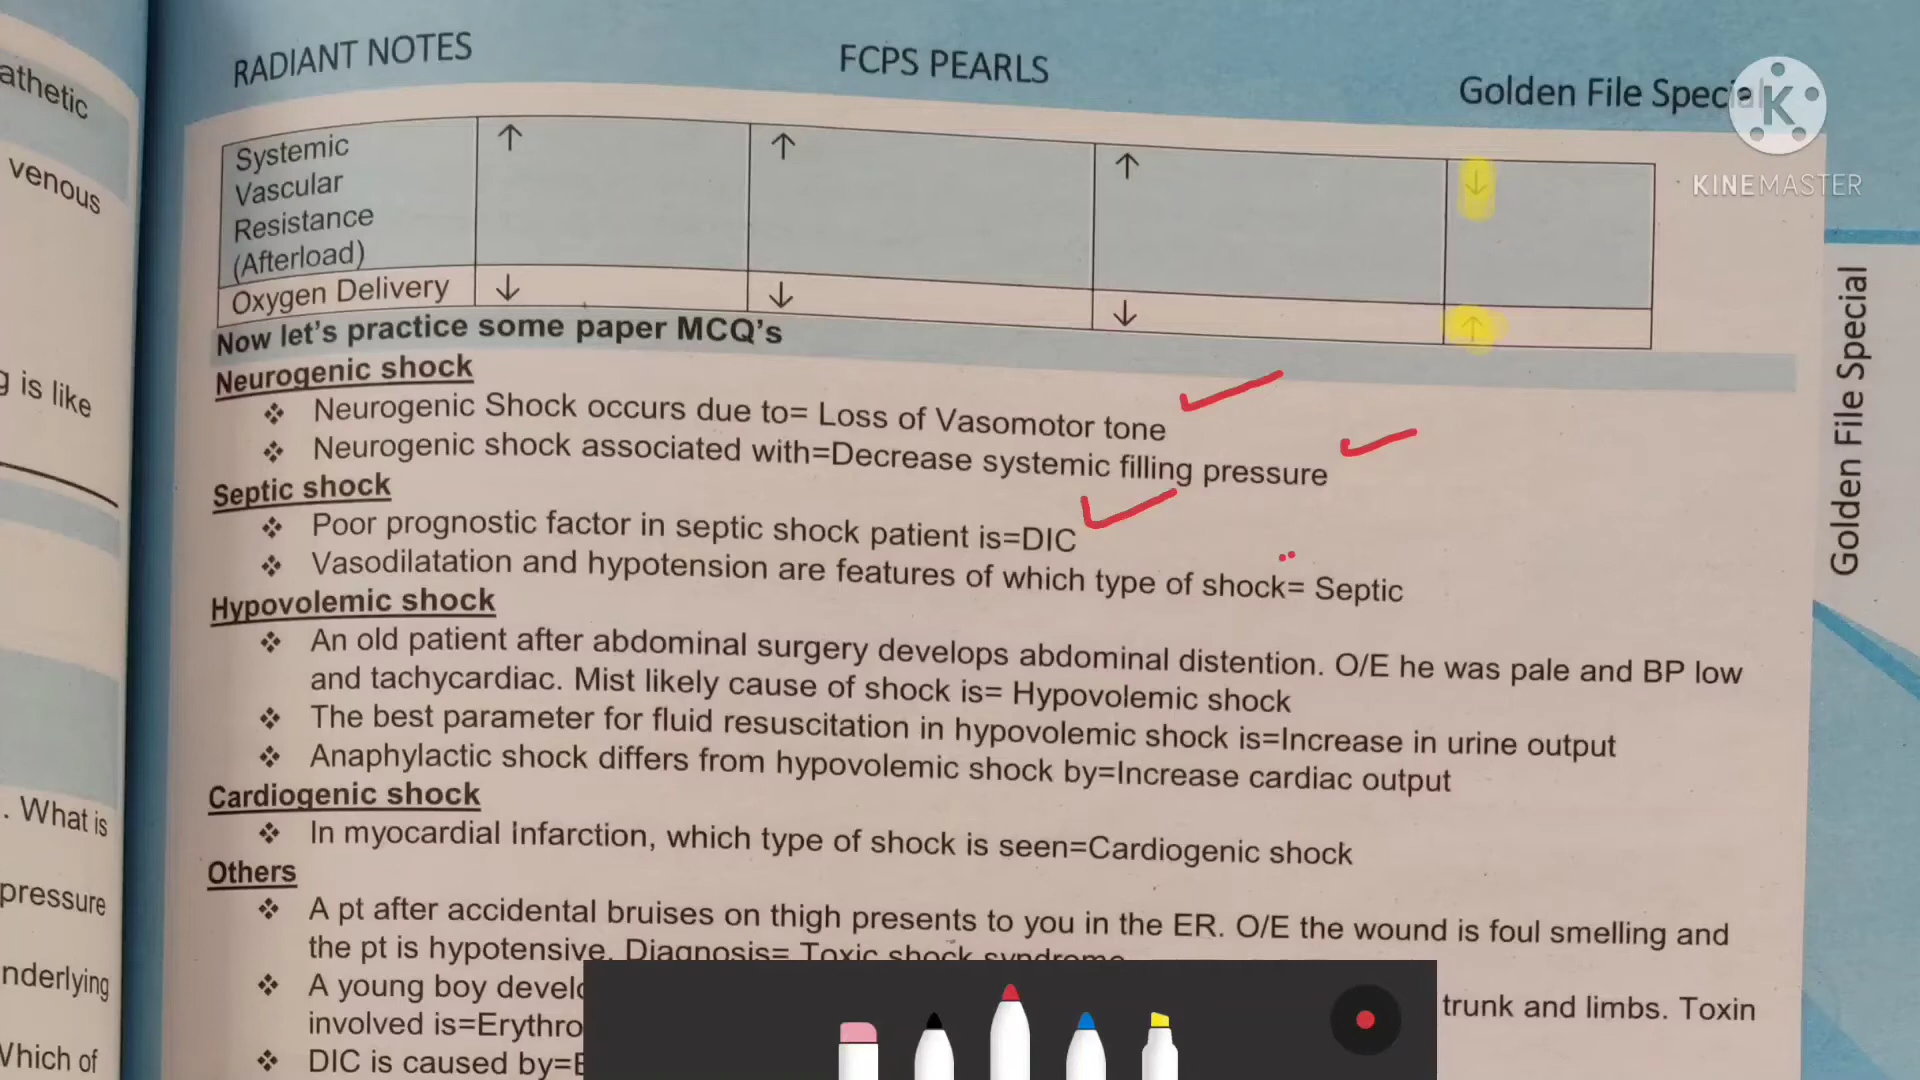 RADIANT NOTES
FCPS PEARLS
Golden File Special
KINEMASTER
athetic
venous
g is like
. What is
pressure
nderlying
Which of
Systemic ↑ ↑ ↑ ↓
Vascular
Resistance
(Afterload)
Oxygen Delivery ↓ ↓ ↓ ↑
Now let's practice some paper MCQ's
Neurogenic shock
❖ Neurogenic Shock occurs due to= Loss of Vasomotor tone
❖ Neurogenic shock associated with=Decrease systemic filling pressure
Septic shock
❖ Poor prognostic factor in septic shock patient is=DIC
❖ Vasodilatation and hypotension are features of which type of shock= Septic
Hypovolemic shock
❖ An old patient after abdominal surgery develops abdominal distention. O/E he was pale and BP low
and tachycardiac. Mist likely cause of shock is= Hypovolemic shock
❖ The best parameter for fluid resuscitation in hypovolemic shock is=Increase in urine output
❖ Anaphylactic shock differs from hypovolemic shock by=Increase cardiac output
Cardiogenic shock
❖ In myocardial infarction, which type of shock is seen=Cardiogenic shock
Others
❖ A pt after accidental bruises on thigh presents to you in the ER. O/E the wound is foul smelling and
the pt is hypotensive. Diagnosis= Toxic shock syndrome
❖ A young boy develo trunk and limbs. Toxin
involved is=Erythro
❖ DIC is caused by=E
Golden File Special